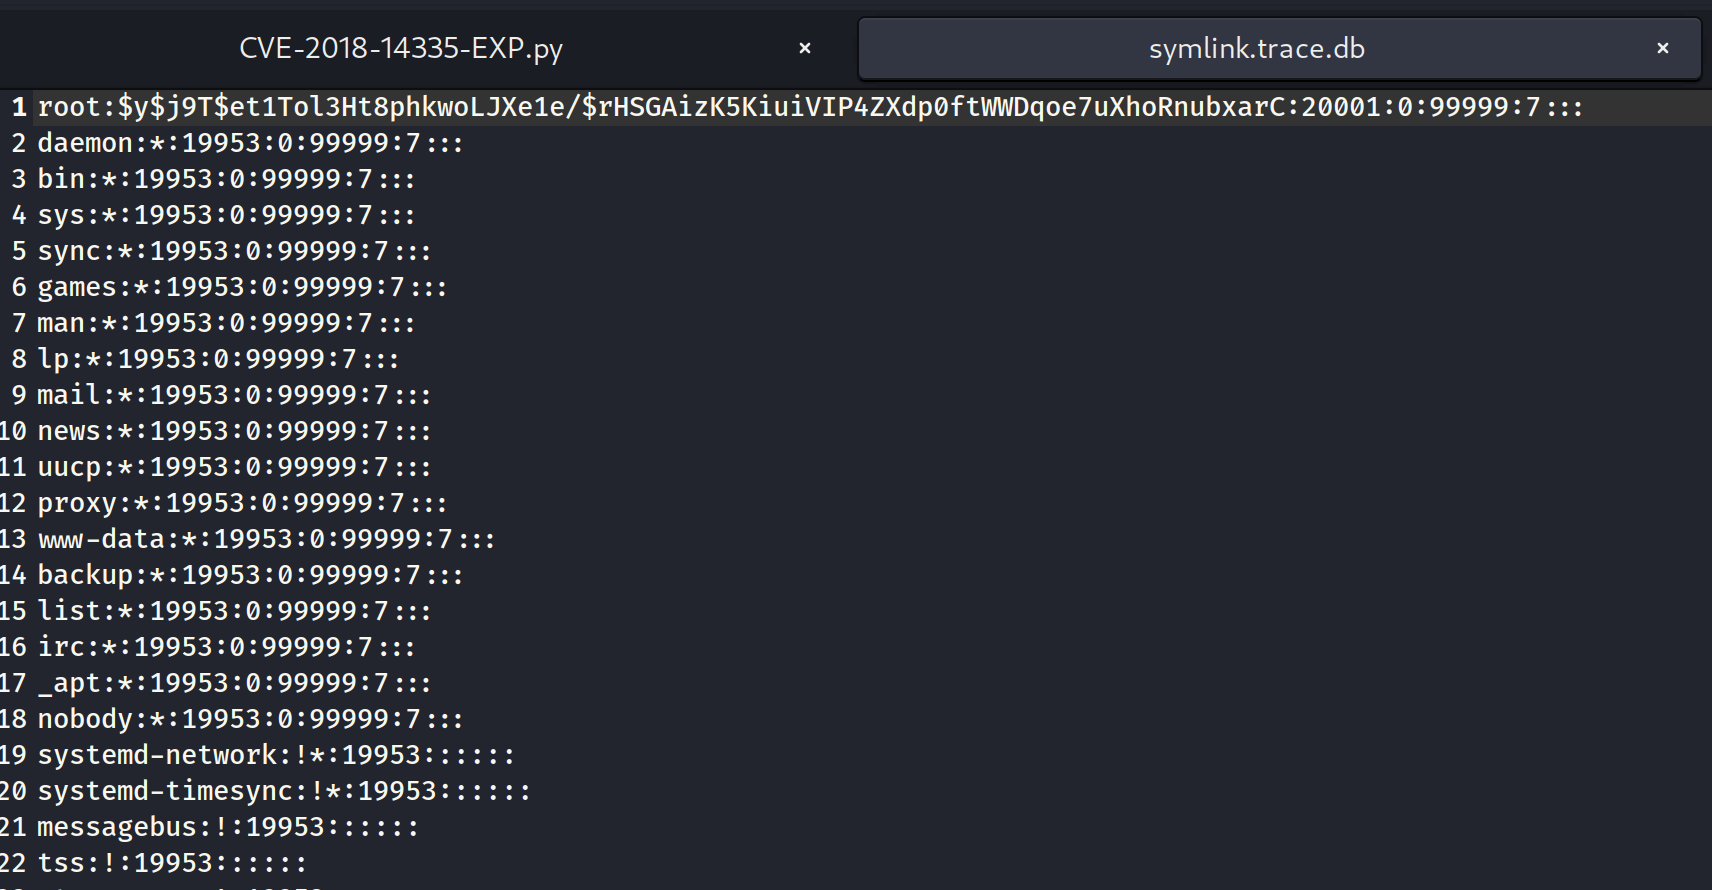 CVE-2018-14335-EXP.py × symlink.trace.db ×
1 root:$y$j9T$et1Tol3Ht8phkwoLJXe1e/$rHSGAizK5KiuiVIP4ZXdp0ftWWDqoe7uXhoRnubxarC:20001:0:99999:7:::
2 daemon:*:19953:0:99999:7:::
3 bin:*:19953:0:99999:7:::
4 sys:*:19953:0:99999:7:::
5 sync:*:19953:0:99999:7:::
6 games:*:19953:0:99999:7:::
7 man:*:19953:0:99999:7:::
8 lp:*:19953:0:99999:7:::
9 mail:*:19953:0:99999:7:::
10 news:*:19953:0:99999:7:::
11 uucp:*:19953:0:99999:7:::
12 proxy:*:19953:0:99999:7:::
13 www-data:*:19953:0:99999:7:::
14 backup:*:19953:0:99999:7:::
15 list:*:19953:0:99999:7:::
16 irc:*:19953:0:99999:7:::
17 _apt:*:19953:0:99999:7:::
18 nobody:*:19953:0:99999:7:::
19 systemd-network:!*:19953::::::
20 systemd-timesync:!*:19953::::::
21 messagebus:!:19953::::::
22 tss:!:19953::::::